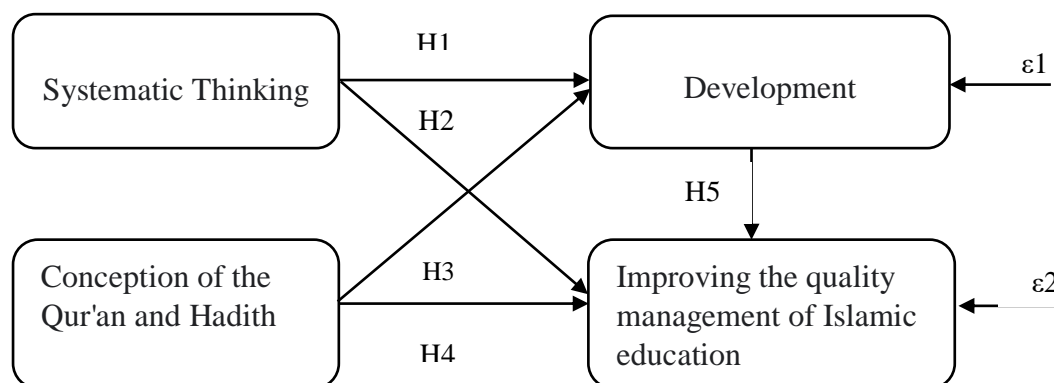 H1
ε1
Systematic Thinking
Development
H2
H5
Conception of the
Qur'an and Hadith
H3
Improving the quality
management of Islamic
education
ε2
H4